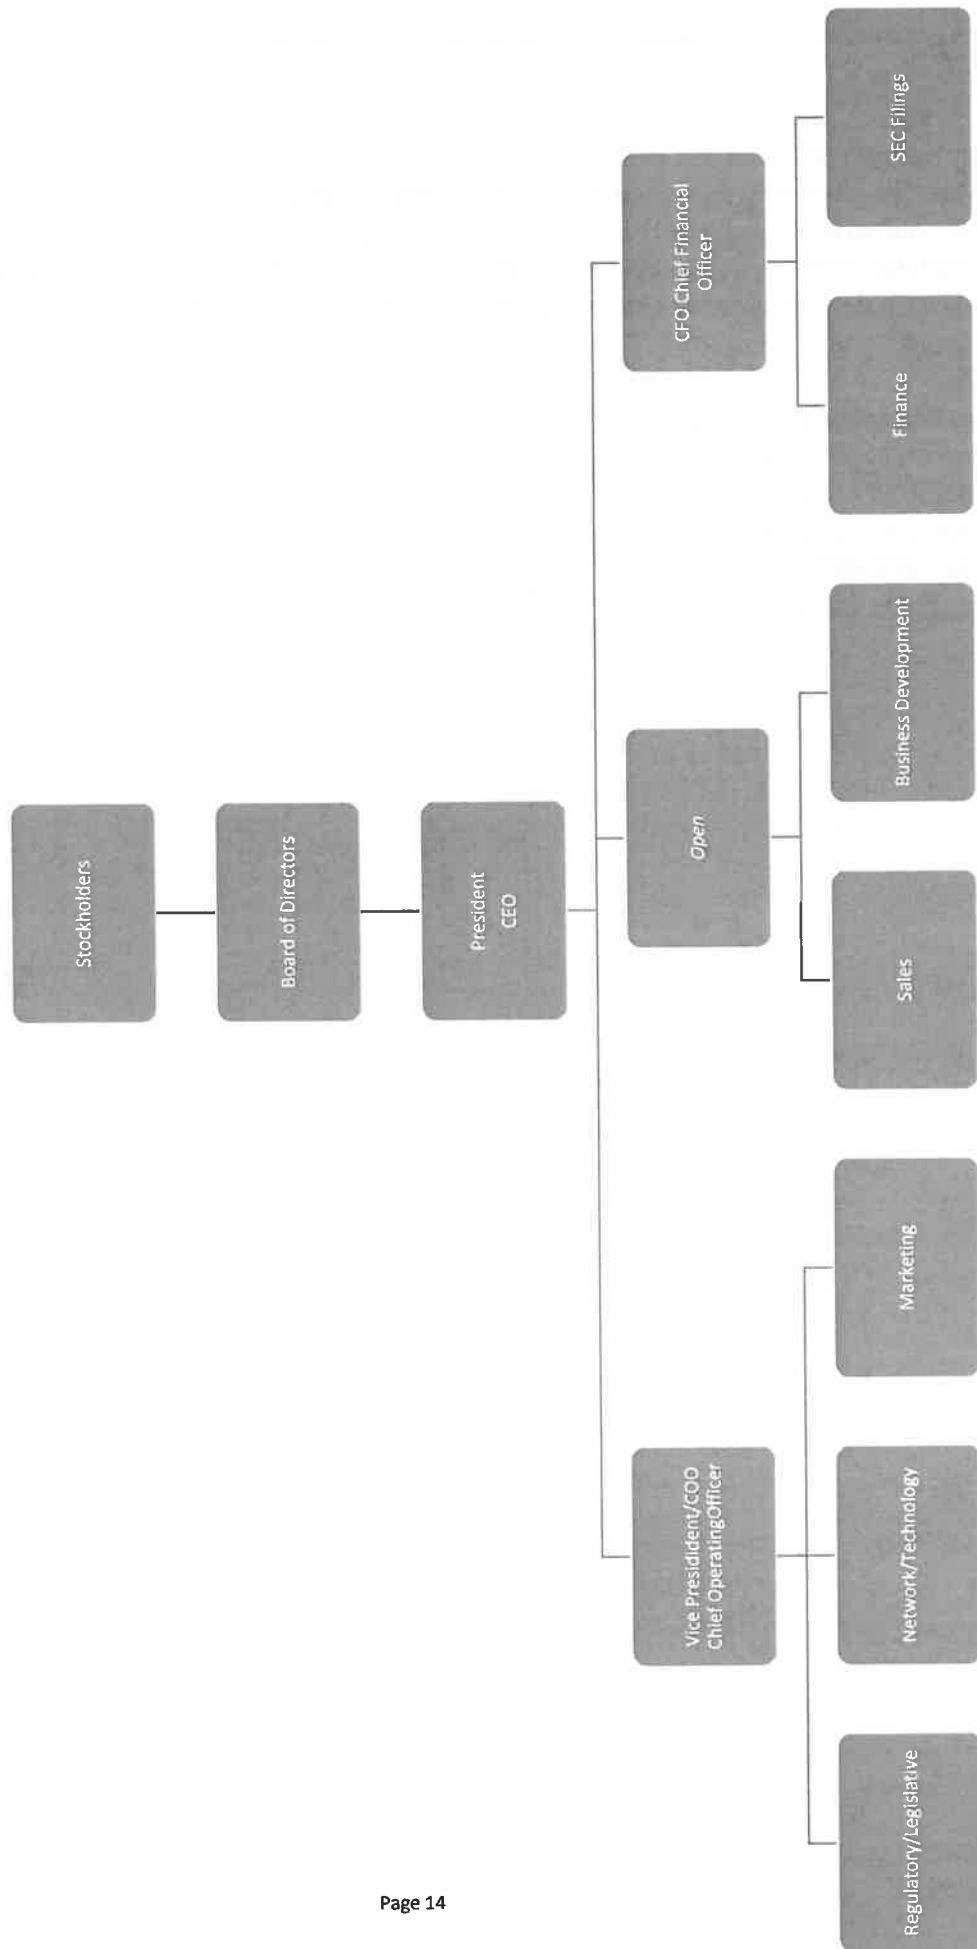 Stockholders
Board of Directors
President
CEO
Vice Presidident/COO
Chief OperatingOfficer
Open
CFO Chief Financial
Officer
Regulatory/Legislative
Network/Technology
Marketing
Sales
Business Development
Finance
SEC Filings
Page 14